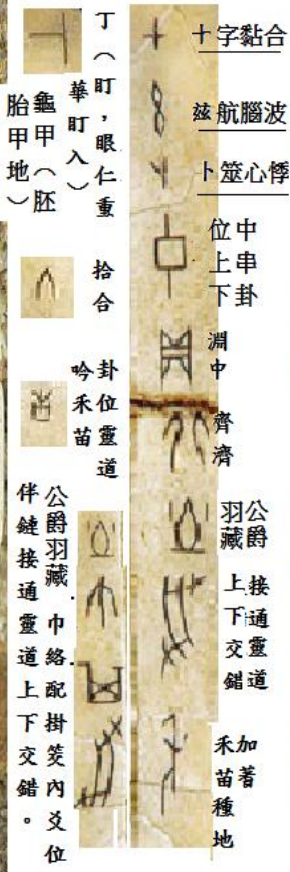 十字黏合
玆航腦波
卜筮心悸
中串卦
位上下
淵中
齊濟
公爵
羽藏
接通靈道
上下交錯
加著種地
禾苗
丁（盯，眼仁重
華盯入）
龜甲（胚
胎甲地）
拾合
卦位靈道
吟禾苗
公爵羽藏．巾絡配掛筊內爻位
伴鏈接通靈道上下交錯。